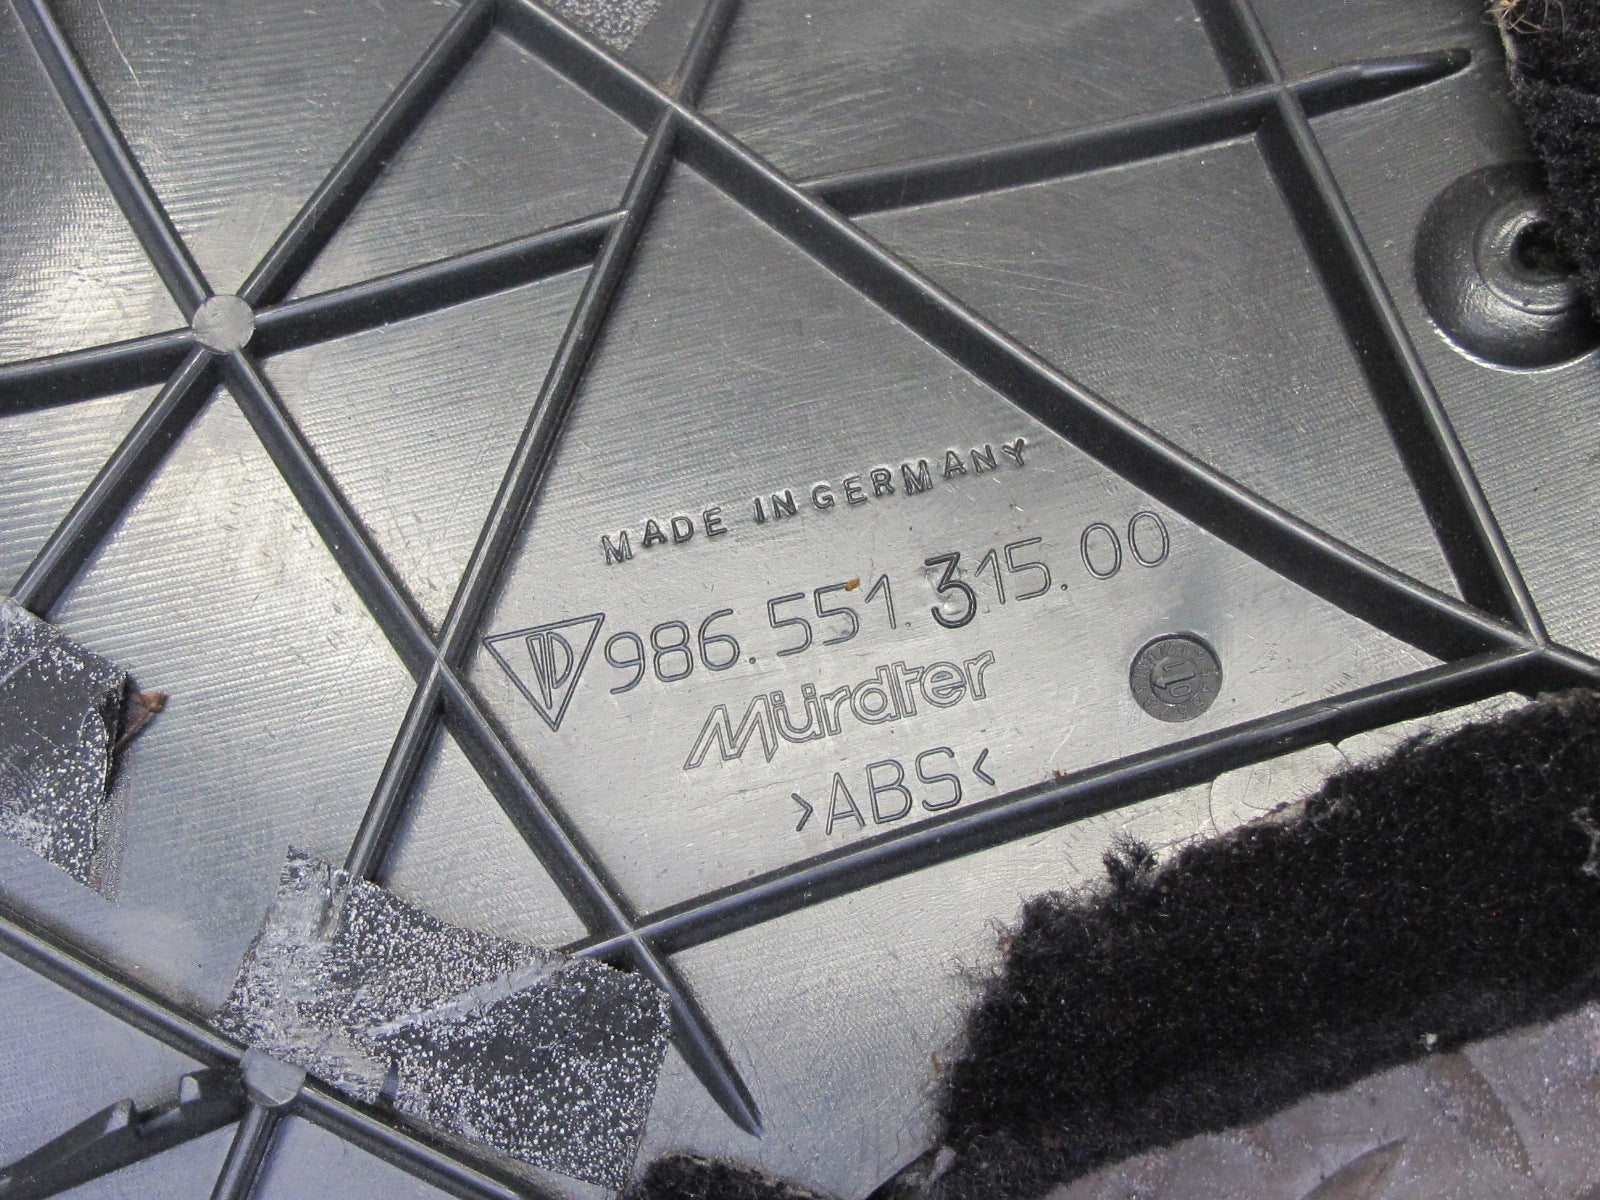 MADE IN GERMANY
986.551.315.00
Mürdter
>ABS<